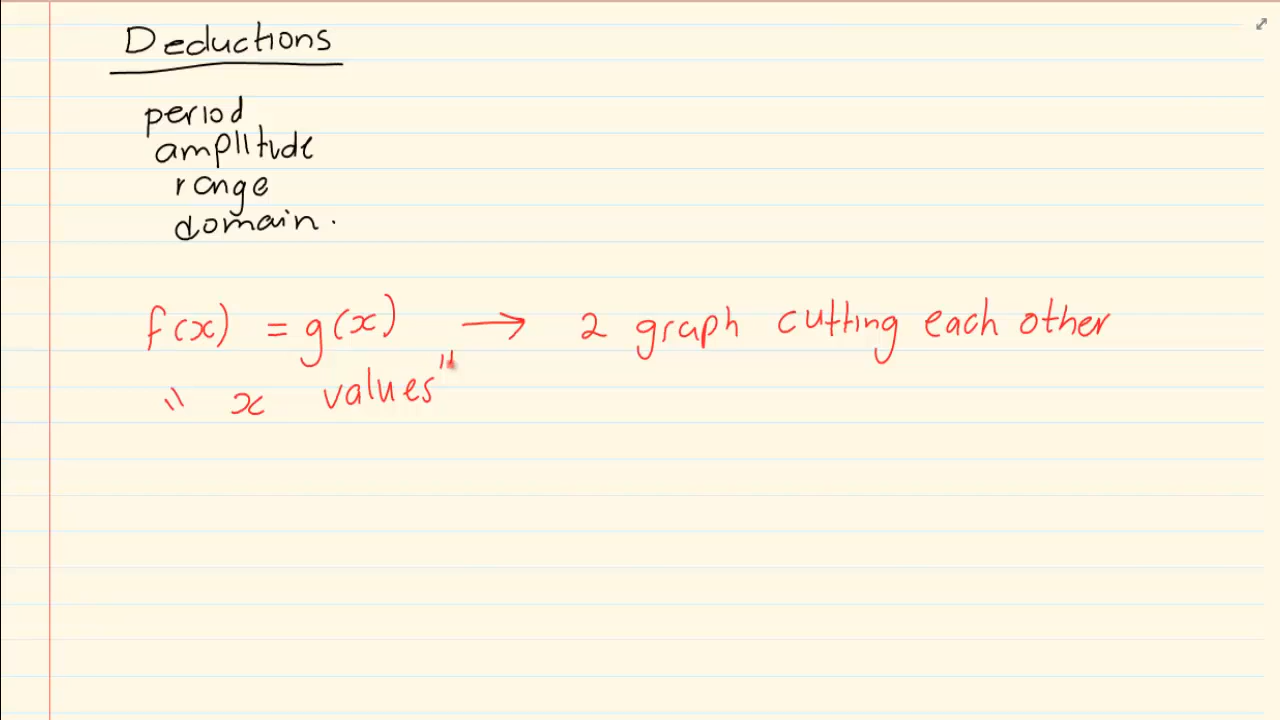 Deductions
period
amplitude
range
domain.
f(x) = g(x) → 2 graph cutting each other
" x values"